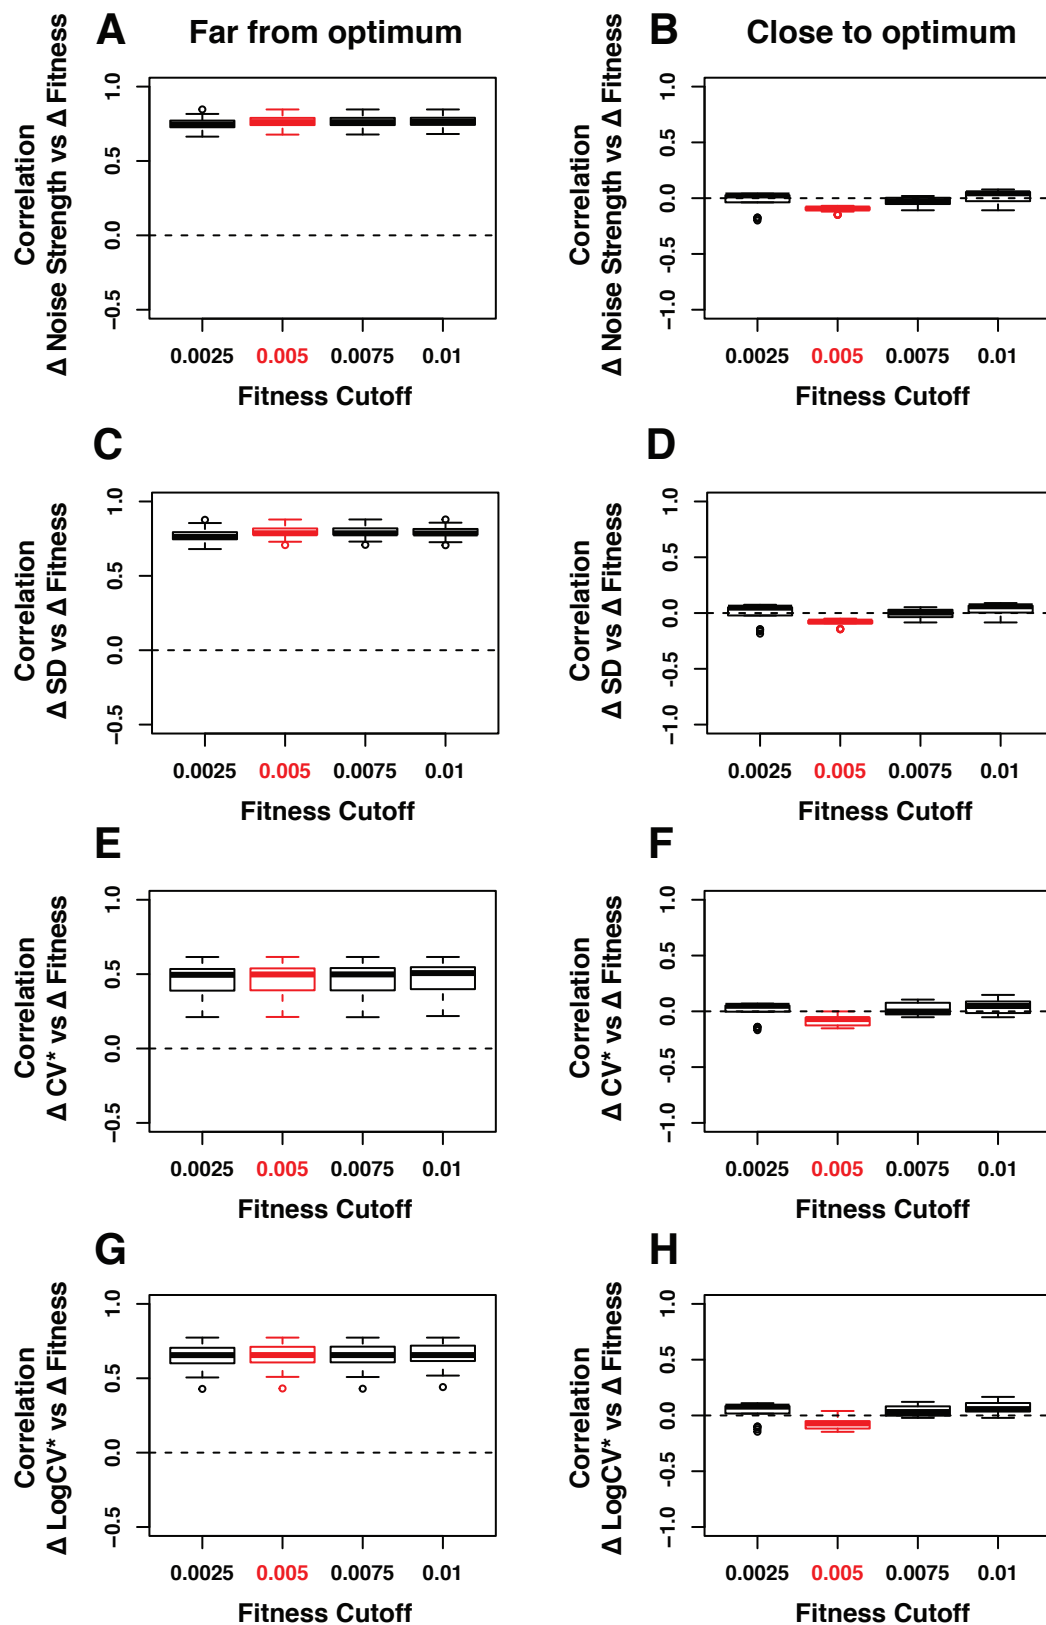 A Far from optimum
Correlation
Δ Noise Strength vs Δ Fitness
1.0
0.5
0.0
−0.5
0.0025 0.005 0.0075 0.01
Fitness Cutoff
B Close to optimum
Correlation
Δ Noise Strength vs Δ Fitness
1.0
0.5
0.0
−0.5
−1.0
0.0025 0.005 0.0075 0.01
Fitness Cutoff
C
Correlation
Δ SD vs Δ Fitness
1.0
0.5
0.0
−0.5
0.0025 0.005 0.0075 0.01
Fitness Cutoff
D
Correlation
Δ SD vs Δ Fitness
1.0
0.5
0.0
−0.5
−1.0
0.0025 0.005 0.0075 0.01
Fitness Cutoff
E
Correlation
Δ CV* vs Δ Fitness
1.0
0.5
0.0
−0.5
0.0025 0.005 0.0075 0.01
Fitness Cutoff
F
Correlation
Δ CV* vs Δ Fitness
1.0
0.5
0.0
−0.5
−1.0
0.0025 0.005 0.0075 0.01
Fitness Cutoff
G
Correlation
Δ LogCV* vs Δ Fitness
1.0
0.5
0.0
−0.5
0.0025 0.005 0.0075 0.01
Fitness Cutoff
H
Correlation
Δ LogCV* vs Δ Fitness
1.0
0.5
0.0
−0.5
−1.0
0.0025 0.005 0.0075 0.01
Fitness Cutoff